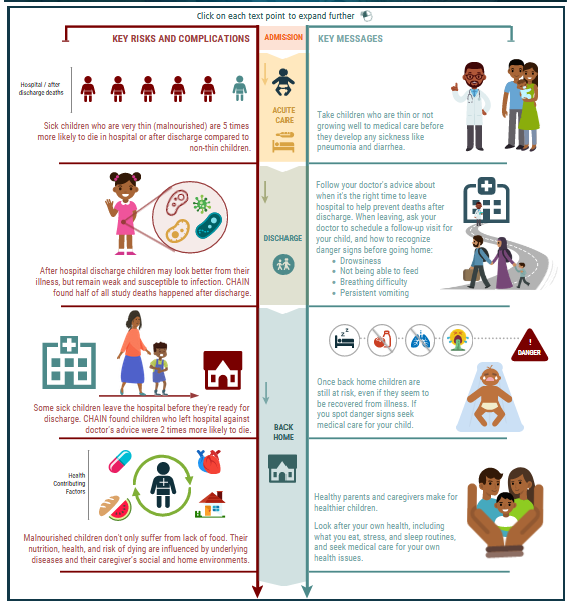 Click on each text point to expand further
KEY RISKS AND COMPLICATIONS
ADMISSION
KEY MESSAGES
Hospital / after
discharge deaths
Sick children who are very thin (malnourished) are 5 times
more likely to die in hospital or after discharge compared to
non-thin children.
ACUTE
CARE
Take children who are thin or not
growing well to medical care before
they develop any sickness like
pneumonia and diarrhea.
After hospital discharge children may look better from their
illness, but remain weak and susceptible to infection. CHAIN
found half of all study deaths happened after discharge.
DISCHARGE
Follow your doctor's advice about
when it's the right time to leave
hospital to help prevent deaths after
discharge. When leaving, ask your
doctor to schedule a follow-up visit for
your child, and how to recognize
danger signs before going home:
• Drowsiness
• Not being able to feed
• Breathing difficulty
• Persistent vomiting
Some sick children leave the hospital before they're ready for
discharge. CHAIN found children who left hospital against
doctor's advice were 2 times more likely to die.
BACK
HOME
z z z
!
DANGER
Once back home children are
still at risk, even if they seem to
be recovered from illness. If
you spot danger signs seek
medical care for your child.
Health
Contributing
Factors
Malnourished children don't only suffer from lack of food. Their
nutrition, health, and risk of dying are influenced by underlying
diseases and their caregiver's social and home environments.
Healthy parents and caregivers make for
healthier children.
Look after your own health, including
what you eat, stress, and sleep routines,
and seek medical care for your own
health issues.